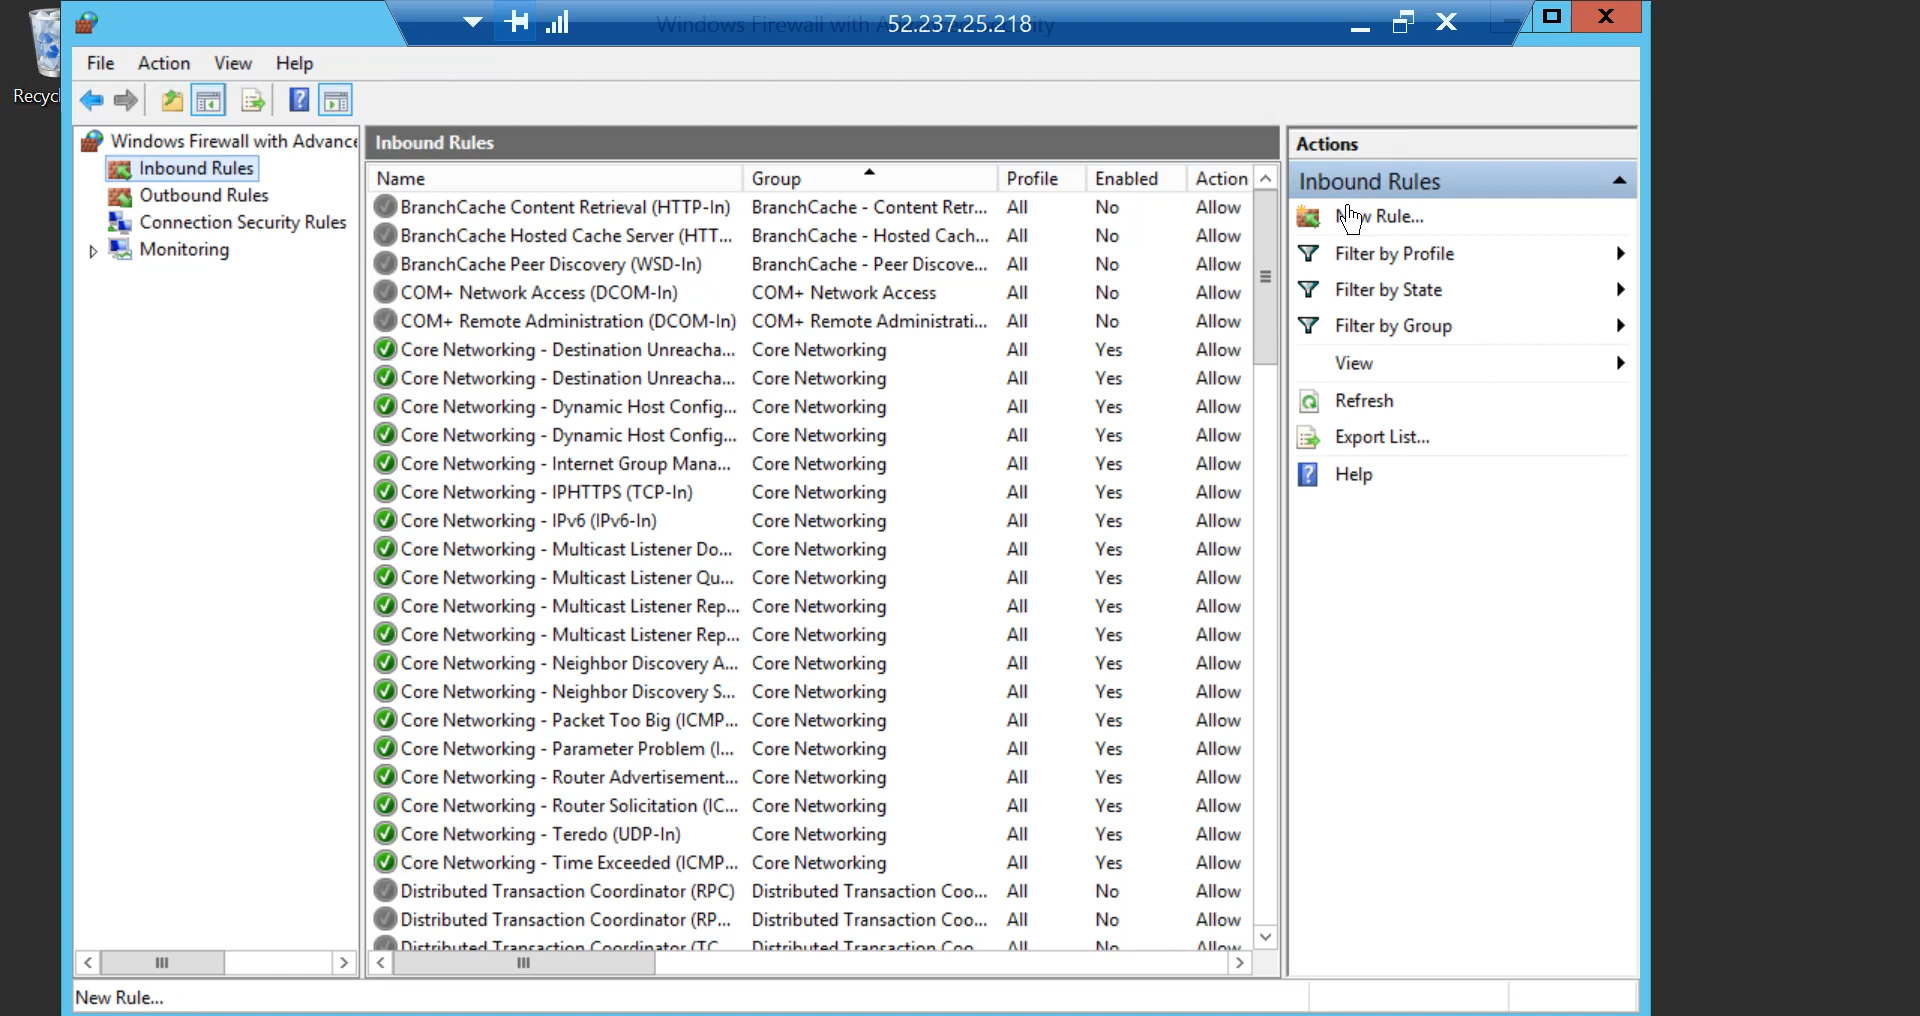 Recycl
Windows Firewall with A
52.237.25.218
File Action View Help
Windows Firewall with Advance
Inbound Rules
Outbound Rules
Connection Security Rules
Monitoring
Inbound Rules
Name Group Profile Enabled Action
BranchCache Content Retrieval (HTTP-In) BranchCache - Content Retr... All No Allow
BranchCache Hosted Cache Server (HTT... BranchCache - Hosted Cach... All No Allow
BranchCache Peer Discovery (WSD-In) BranchCache - Peer Discove... All No Allow
COM+ Network Access (DCOM-In) COM+ Network Access All No Allow
COM+ Remote Administration (DCOM-In) COM+ Remote Administrati... All No Allow
Core Networking - Destination Unreacha... Core Networking All Yes Allow
Core Networking - Destination Unreacha... Core Networking All Yes Allow
Core Networking - Dynamic Host Config... Core Networking All Yes Allow
Core Networking - Dynamic Host Config... Core Networking All Yes Allow
Core Networking - Internet Group Mana... Core Networking All Yes Allow
Core Networking - IPHTTPS (TCP-In) Core Networking All Yes Allow
Core Networking - IPv6 (IPv6-In) Core Networking All Yes Allow
Core Networking - Multicast Listener Do... Core Networking All Yes Allow
Core Networking - Multicast Listener Qu... Core Networking All Yes Allow
Core Networking - Multicast Listener Rep... Core Networking All Yes Allow
Core Networking - Multicast Listener Rep... Core Networking All Yes Allow
Core Networking - Neighbor Discovery A... Core Networking All Yes Allow
Core Networking - Neighbor Discovery S... Core Networking All Yes Allow
Core Networking - Packet Too Big (ICMP... Core Networking All Yes Allow
Core Networking - Parameter Problem (I... Core Networking All Yes Allow
Core Networking - Router Advertisement... Core Networking All Yes Allow
Core Networking - Router Solicitation (IC... Core Networking All Yes Allow
Core Networking - Teredo (UDP-In) Core Networking All Yes Allow
Core Networking - Time Exceeded (ICMP... Core Networking All Yes Allow
Distributed Transaction Coordinator (RPC) Distributed Transaction Coo... All No Allow
Distributed Transaction Coordinator (RP... Distributed Transaction Coo... All No Allow
Distributed Transaction Coordinator (TC... Distributed Transaction Coo... All No Allow
Actions
Inbound Rules
New Rule...
Filter by Profile
Filter by State
Filter by Group
View
Refresh
Export List...
Help
New Rule...